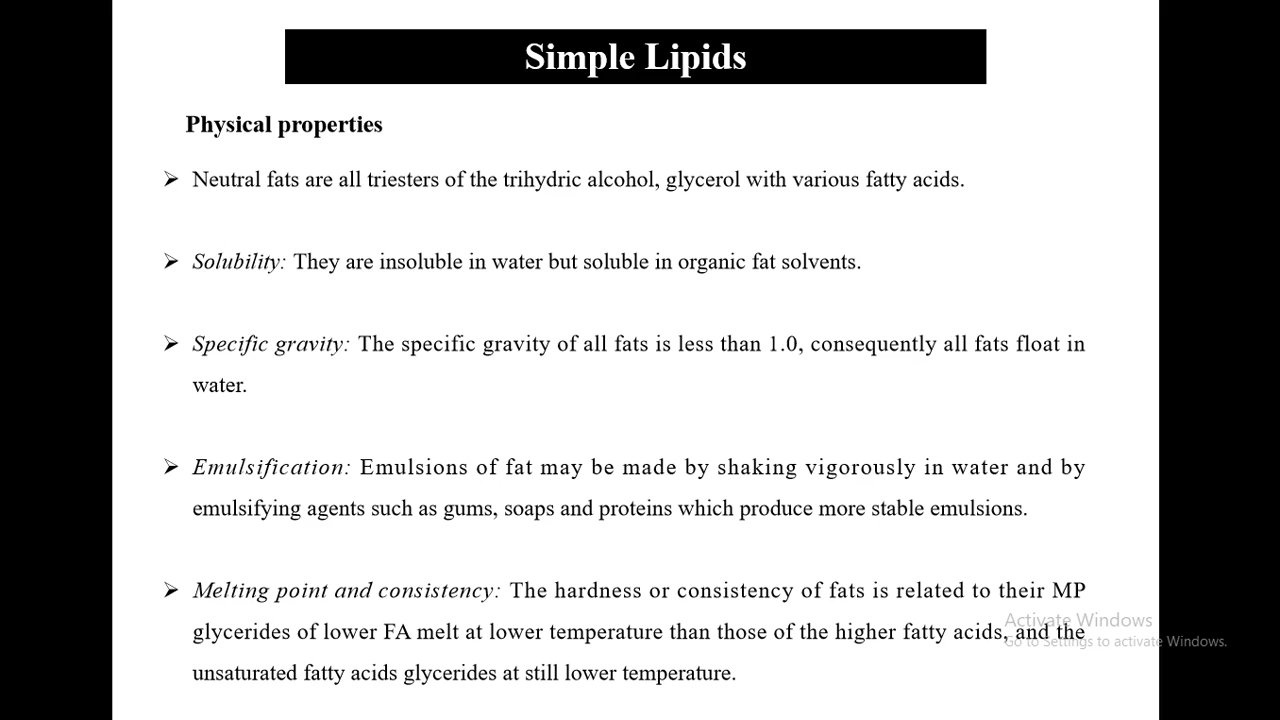 Simple Lipids
Physical properties
➢ Neutral fats are all triesters of the trihydric alcohol, glycerol with various fatty acids.
➢ Solubility: They are insoluble in water but soluble in organic fat solvents.
➢ Specific gravity: The specific gravity of all fats is less than 1.0, consequently all fats float in
water.
➢ Emulsification: Emulsions of fat may be made by shaking vigorously in water and by
emulsifying agents such as gums, soaps and proteins which produce more stable emulsions.
➢ Melting point and consistency: The hardness or consistency of fats is related to their MP
glycerides of lower FA melt at lower temperature than those of the higher fatty acids, and the
unsaturated fatty acids glycerides at still lower temperature.
Activate Windows
Go to Settings to activate Windows.